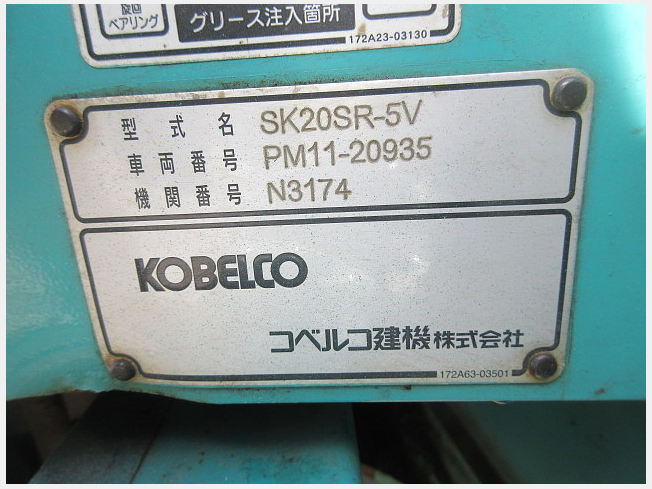 旋回
ベアリング
グリース注入箇所
172A23-03130
型式名 SK20SR-5V
車両番号 PM11-20935
機関番号 N3174
KOBELCO
コベルコ建機株式会社
172A63-03501